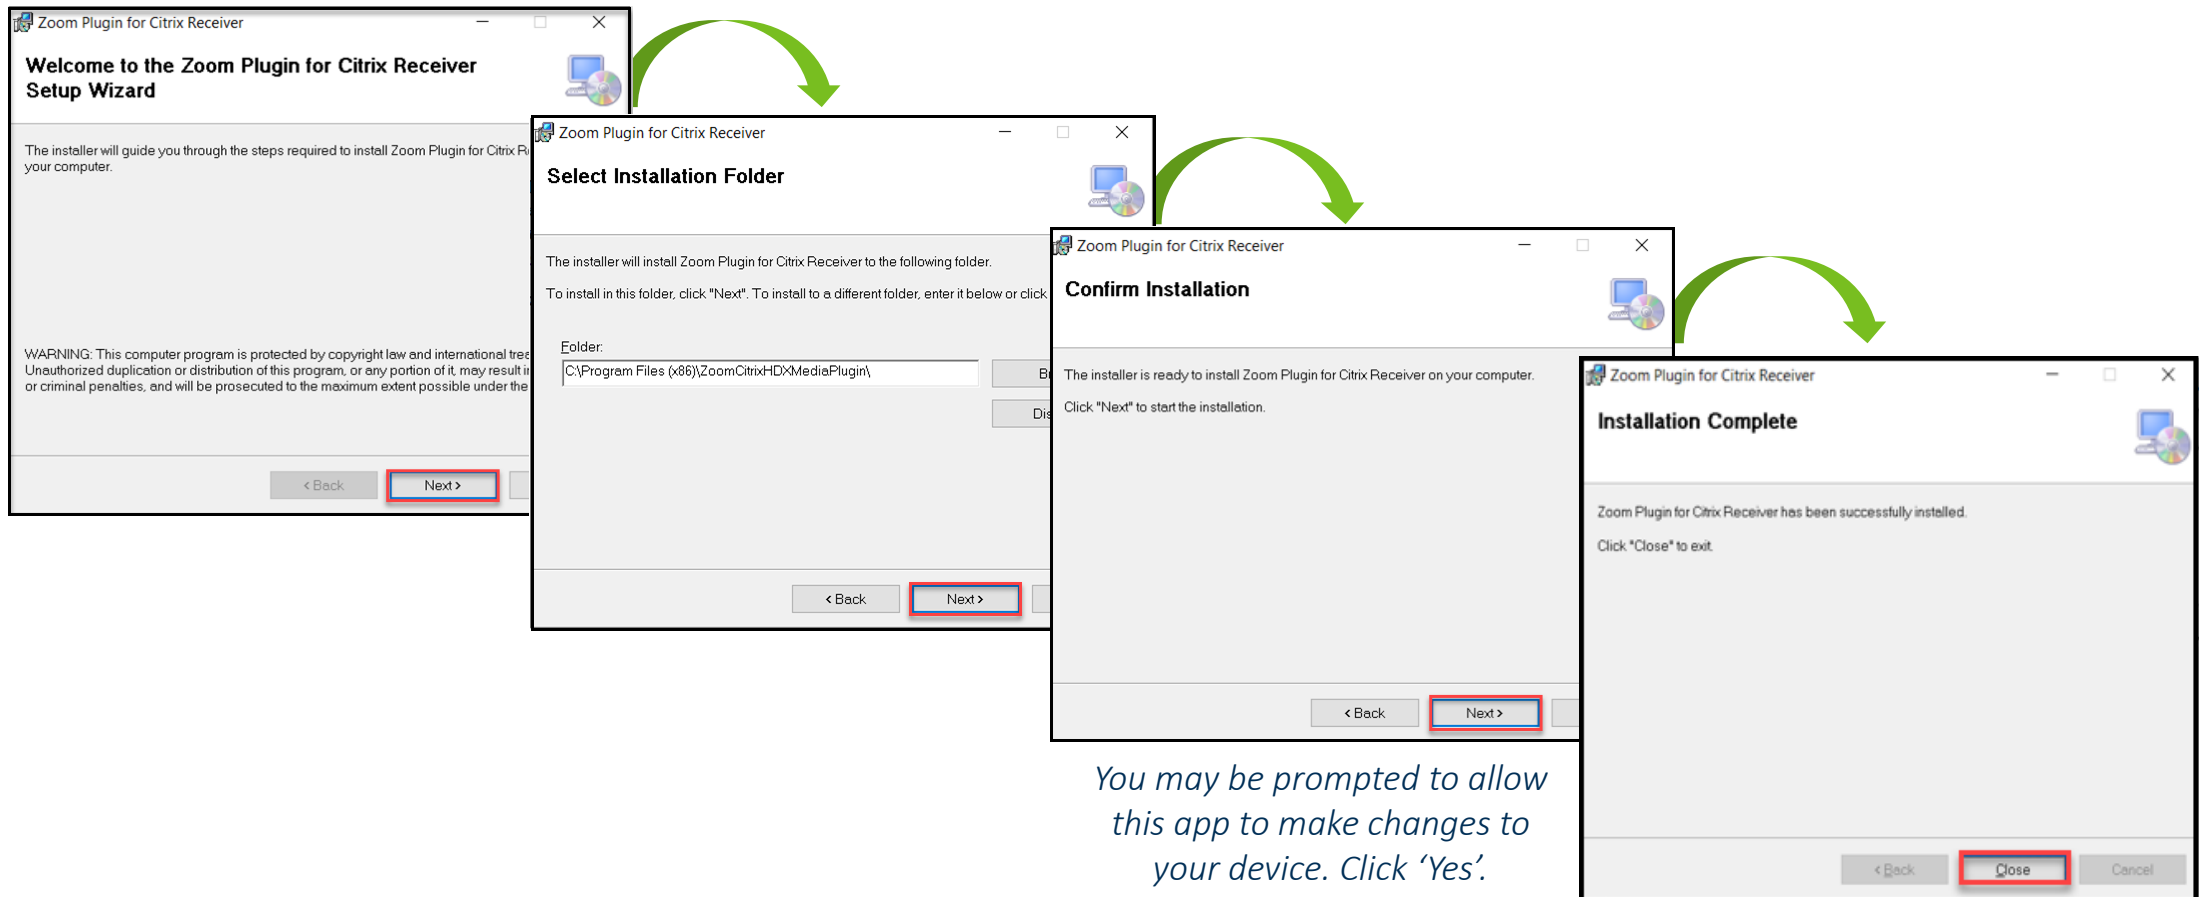 Zoom Plugin for Citrix Receiver
Welcome to the Zoom Plugin for Citrix Receiver
Setup Wizard
The installer will guide you through the steps required to install Zoom Plugin for Citrix
your computer.
WARNING: This computer program is protected by copyright law and international
Unauthorized duplication or distribution of this program, or any portion of it, may result
or criminal penalties, and will be prosecuted to the maximum extent possible under the
< Back
Next >
Zoom Plugin for Citrix Receiver
Select Installation Folder
The installer will install Zoom Plugin for Citrix Receiver to the following folder.
To install in this folder, click "Next". To install to a different folder, enter it below or click
Folder:
C:\Program Files (x86)\ZoomCitrixHDXMediaPlugin\
< Back
Next >
Zoom Plugin for Citrix Receiver
Confirm Installation
The installer is ready to install Zoom Plugin for Citrix Receiver on your computer.
Click "Next" to start the installation.
< Back
Next >
You may be prompted to allow
this app to make changes to
your device. Click ‘Yes’.
Zoom Plugin for Citrix Receiver
Installation Complete
Zoom Plugin for Citrix Receiver has been successfully installed.
Click "Close" to exit.
< Back
Close
Cancel